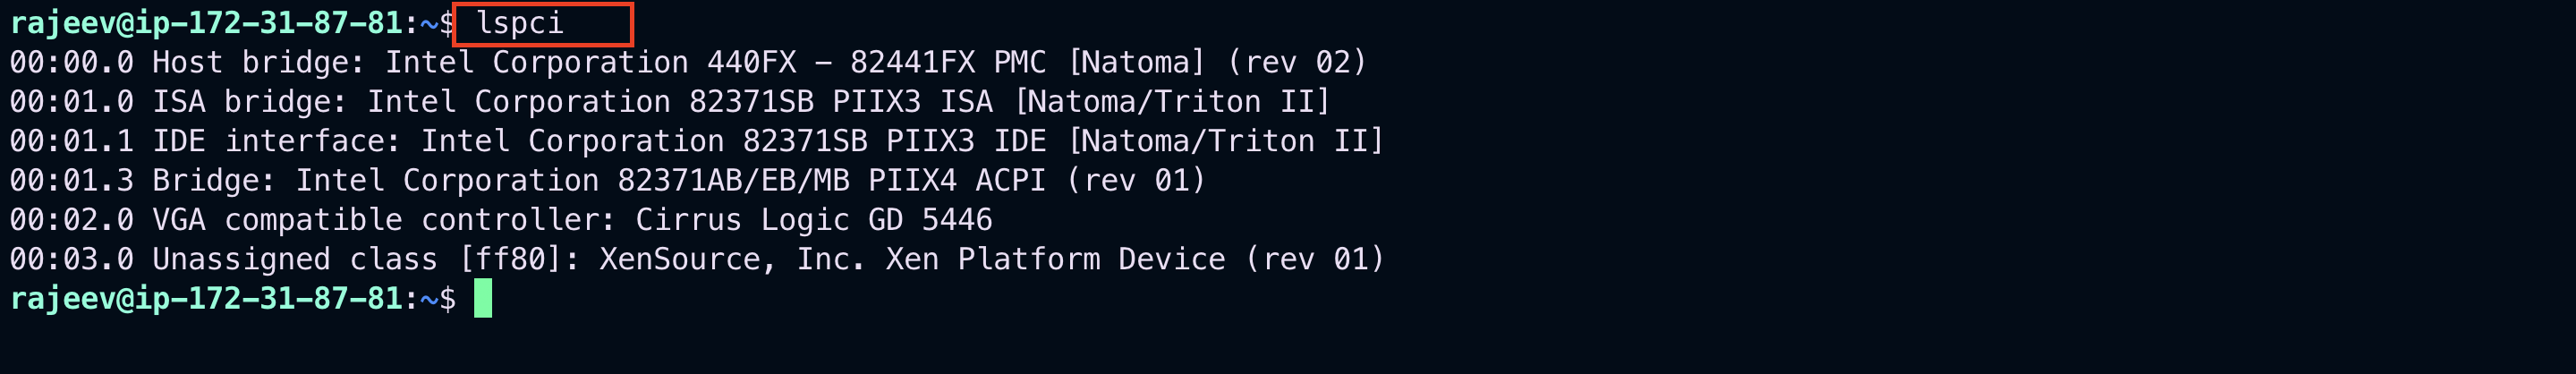 rajeev@ip-172-31-87-81:~$ lspci
00:00.0 Host bridge: Intel Corporation 440FX - 82441FX PMC [Natoma] (rev 02)
00:01.0 ISA bridge: Intel Corporation 82371SB PIIX3 ISA [Natoma/Triton II]
00:01.1 IDE interface: Intel Corporation 82371SB PIIX3 IDE [Natoma/Triton II]
00:01.3 Bridge: Intel Corporation 82371AB/EB/MB PIIX4 ACPI (rev 01)
00:02.0 VGA compatible controller: Cirrus Logic GD 5446
00:03.0 Unassigned class [ff80]: XenSource, Inc. Xen Platform Device (rev 01)
rajeev@ip-172-31-87-81:~$